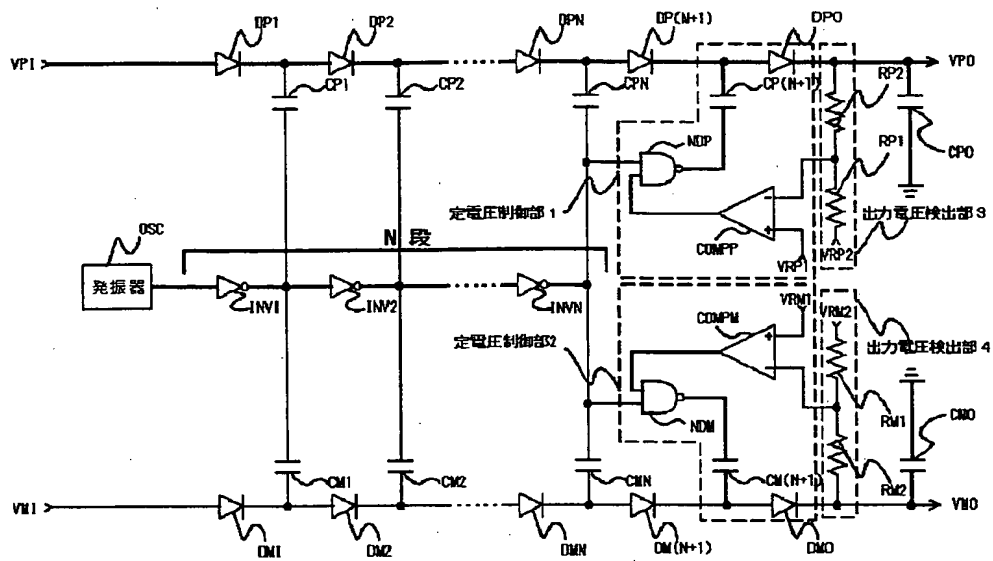 DP1
DP2
DPN
DP(N+1)
DPO
VPI
VPO
CP1
CP2
CPN
CP(N+1)
RP2
RP1
CPO
NDP
定電圧制御部1
COMPP
VRP1
VRP2
出力電圧検出部3
OSC
N段
発振器
INV1
INV2
INVN
定電圧制御部2
COMPM
VRM1
VRM2
出力電圧検出部4
NDM
RM1
CMO
CM1
CM2
CMN
CM(N+1)
RM2
VMI
VMO
DM1
DM2
DMN
DM(N+1)
DMO